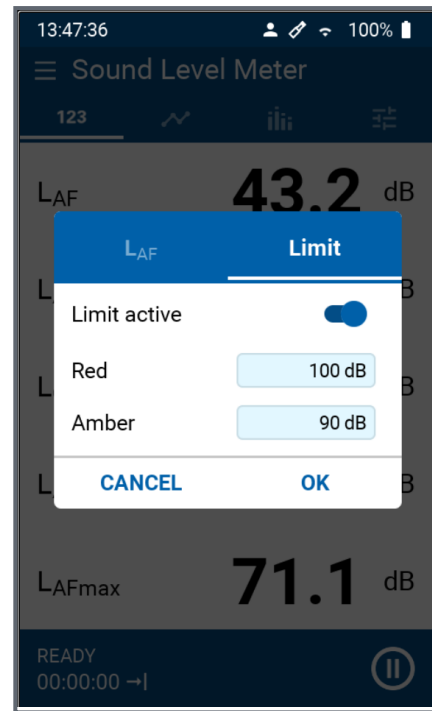 13:47:36 100%
Sound Level Meter
123
LAF 43.2 dB
LAF Limit
L B
Limit active
Red 100 dB
L B
Amber 90 dB
L B
CANCEL OK
LAFmax 71.1 dB
READY
00:00:00